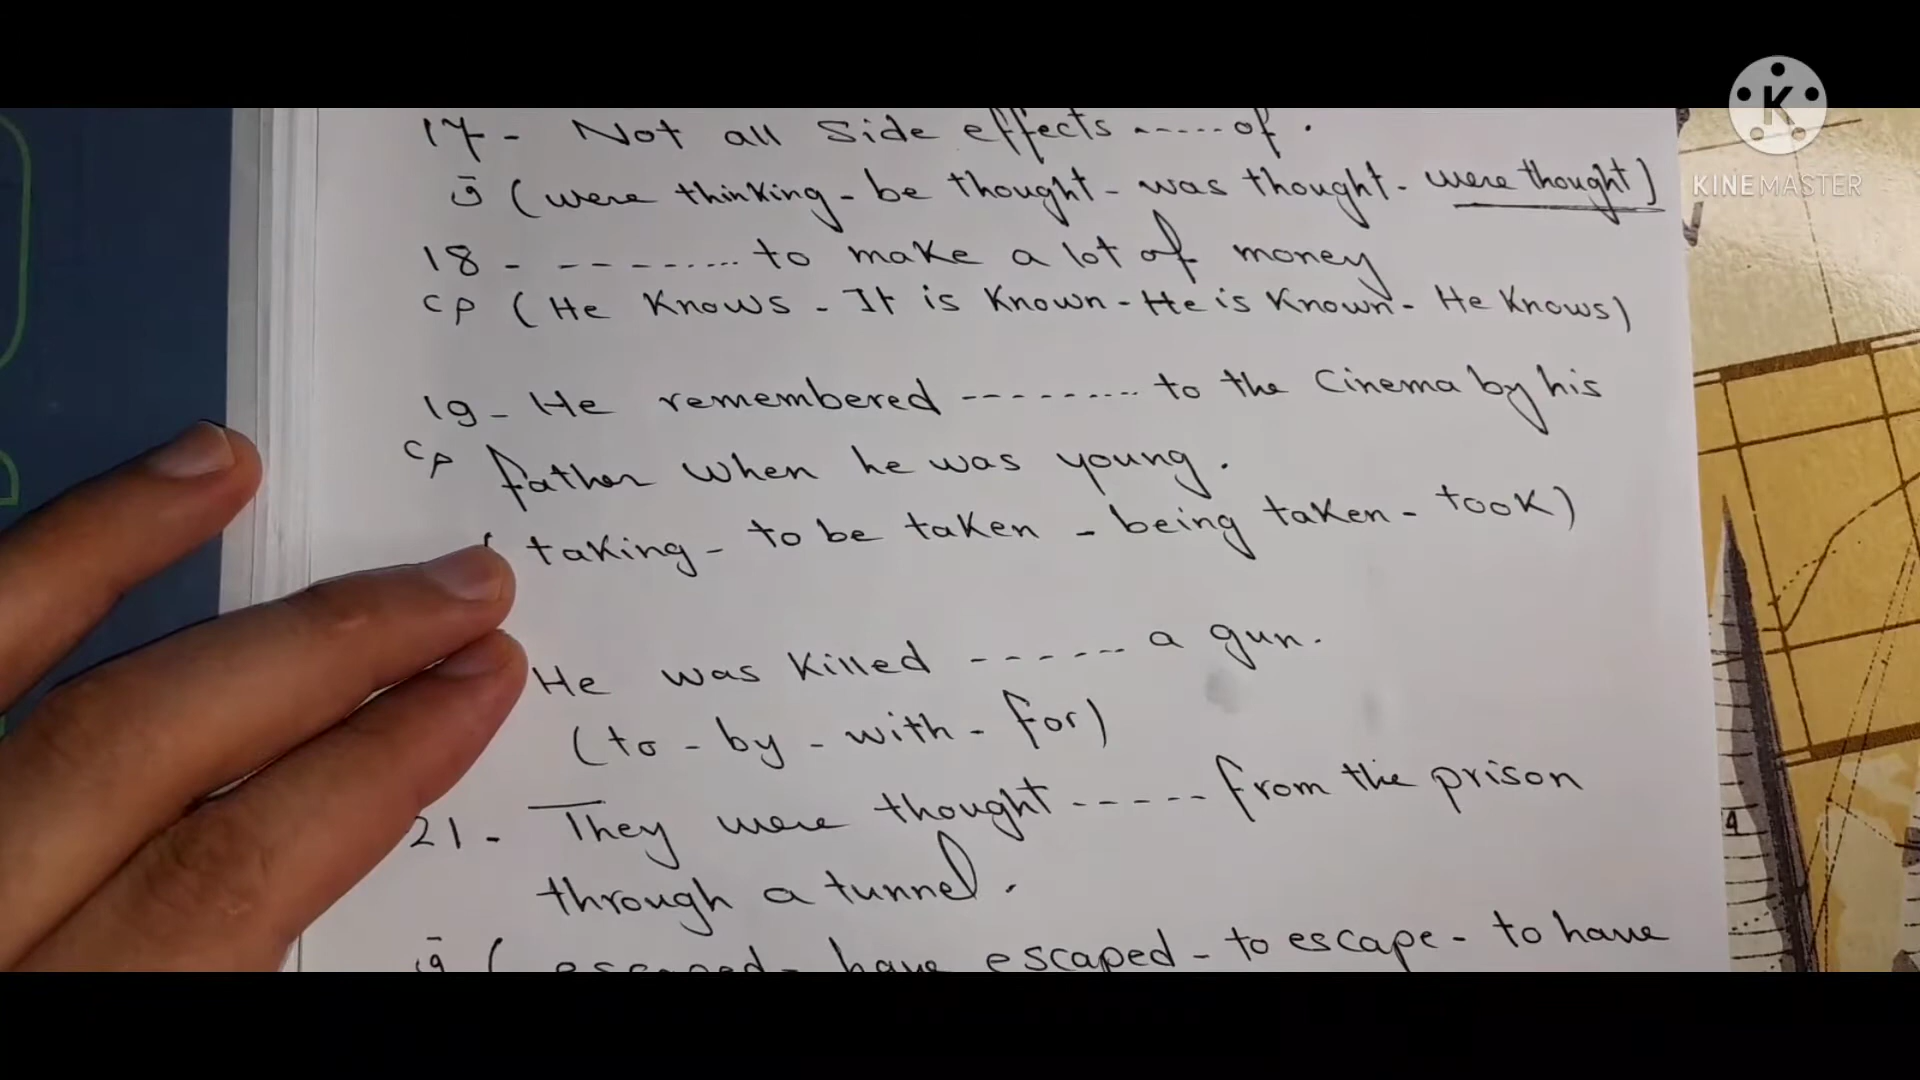 17 - Not all Side effects ------ of .
(were thinking - be thought - was thought - were thought)
18 - --------- to make a lot of money
cp (He Knows - It is Known - He is Known - He Knows)
19 - He remembered --------- to the Cinema by his
cp father when he was young.
( taking - to be taken - being taken - took)
He was Killed ------ a gun.
(to - by - with - for)
21 - They were thought ----- from the prison
through a tunnel.
( escaped - have escaped - to escape - to have
4
K
KINEMASTER